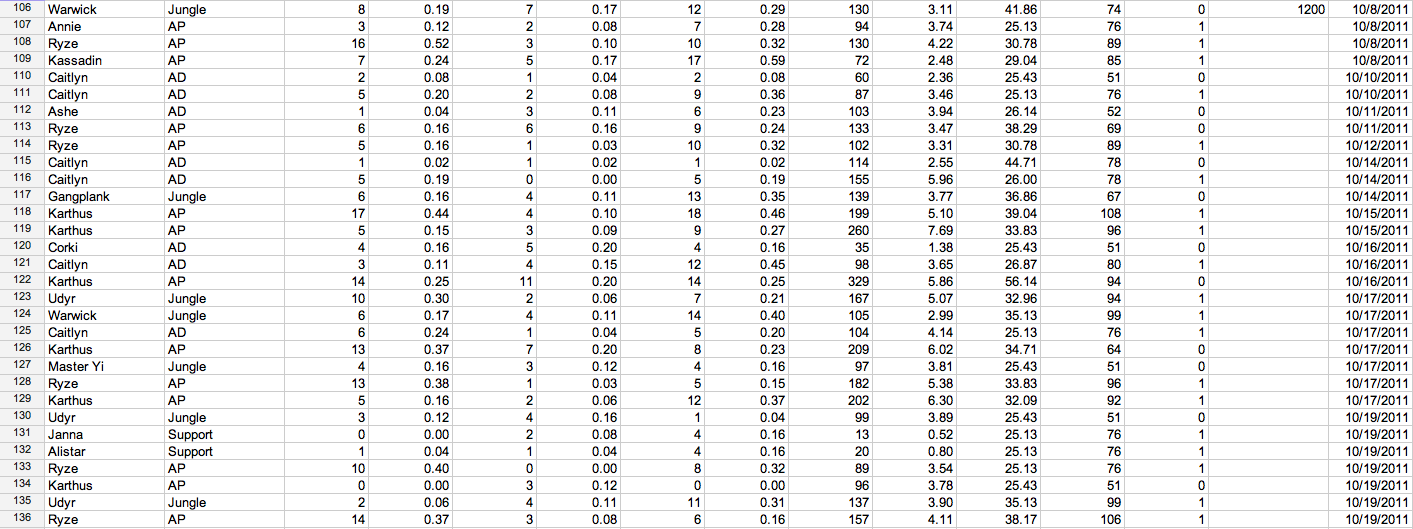 106 Warwick Jungle 8 0.19 7 0.17 12 0.29 130 3.11 41.86 74 0 1200 10/8/2011
107 Annie AP 3 0.12 2 0.08 7 0.28 94 3.74 25.13 76 1 10/8/2011
108 Ryze AP 16 0.52 3 0.10 10 0.32 130 4.22 30.78 89 1 10/8/2011
109 Kassadin AP 7 0.24 5 0.17 17 0.59 72 2.48 29.04 85 1 10/8/2011
110 Caitlyn AD 2 0.08 1 0.04 2 0.08 60 2.36 25.43 51 0 10/10/2011
111 Caitlyn AD 5 0.20 2 0.08 9 0.36 87 3.46 25.13 76 1 10/10/2011
112 Ashe AD 1 0.04 3 0.11 6 0.23 103 3.94 26.14 52 0 10/11/2011
113 Ryze AP 6 0.16 6 0.16 9 0.24 133 3.47 38.29 69 0 10/11/2011
114 Ryze AP 5 0.16 1 0.03 10 0.32 102 3.31 30.78 89 1 10/12/2011
115 Caitlyn AD 1 0.02 1 0.02 1 0.02 114 2.55 44.71 78 0 10/14/2011
116 Caitlyn AD 5 0.19 0 0.00 5 0.19 155 5.96 26.00 78 1 10/14/2011
117 Gangplank Jungle 6 0.16 4 0.11 13 0.35 139 3.77 36.86 67 0 10/14/2011
118 Karthus AP 17 0.44 4 0.10 18 0.46 199 5.10 39.04 108 1 10/15/2011
119 Karthus AP 5 0.15 3 0.09 9 0.27 260 7.69 33.83 96 1 10/15/2011
120 Corki AD 4 0.16 5 0.20 4 0.16 35 1.38 25.43 51 0 10/16/2011
121 Caitlyn AD 3 0.11 4 0.15 12 0.45 98 3.65 26.87 80 1 10/16/2011
122 Karthus AP 14 0.25 11 0.20 14 0.25 329 5.86 56.14 94 0 10/16/2011
123 Udyr Jungle 10 0.30 2 0.06 7 0.21 167 5.07 32.96 94 1 10/17/2011
124 Warwick Jungle 6 0.17 4 0.11 14 0.40 105 2.99 35.13 99 1 10/17/2011
125 Caitlyn AD 6 0.24 1 0.04 5 0.20 104 4.14 25.13 76 1 10/17/2011
126 Karthus AP 13 0.37 7 0.20 8 0.23 209 6.02 34.71 64 0 10/17/2011
127 Master Yi Jungle 4 0.16 3 0.12 4 0.16 97 3.81 25.43 51 0 10/17/2011
128 Ryze AP 13 0.38 1 0.03 5 0.15 182 5.38 33.83 96 1 10/17/2011
129 Karthus AP 5 0.16 2 0.06 12 0.37 202 6.30 32.09 92 1 10/17/2011
130 Udyr Jungle 3 0.12 4 0.16 1 0.04 99 3.89 25.43 51 0 10/19/2011
131 Janna Support 0 0.00 2 0.08 4 0.16 13 0.52 25.13 76 1 10/19/2011
132 Alistar Support 1 0.04 1 0.04 4 0.16 20 0.80 25.13 76 1 10/19/2011
133 Ryze AP 10 0.40 0 0.00 8 0.32 89 3.54 25.13 76 1 10/19/2011
134 Karthus AP 0 0.00 3 0.12 0 0.00 96 3.78 25.43 51 0 10/19/2011
135 Udyr Jungle 2 0.06 4 0.11 11 0.31 137 3.90 35.13 99 1 10/19/2011
136 Ryze AP 14 0.37 3 0.08 6 0.16 157 4.11 38.17 106 1 10/19/2011